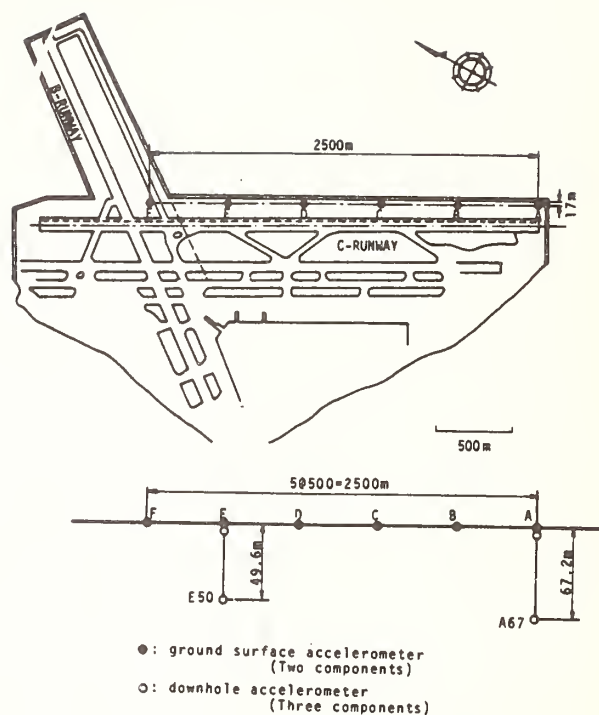 B-RUNWAY
2500m
17m
C-RUNWAY
500m
5@500=2500m
F E D C B A
49.6m
67.2m
E50
A67
●: ground surface accelerometer
(Two components)
○: downhole accelerometer
(Three components)